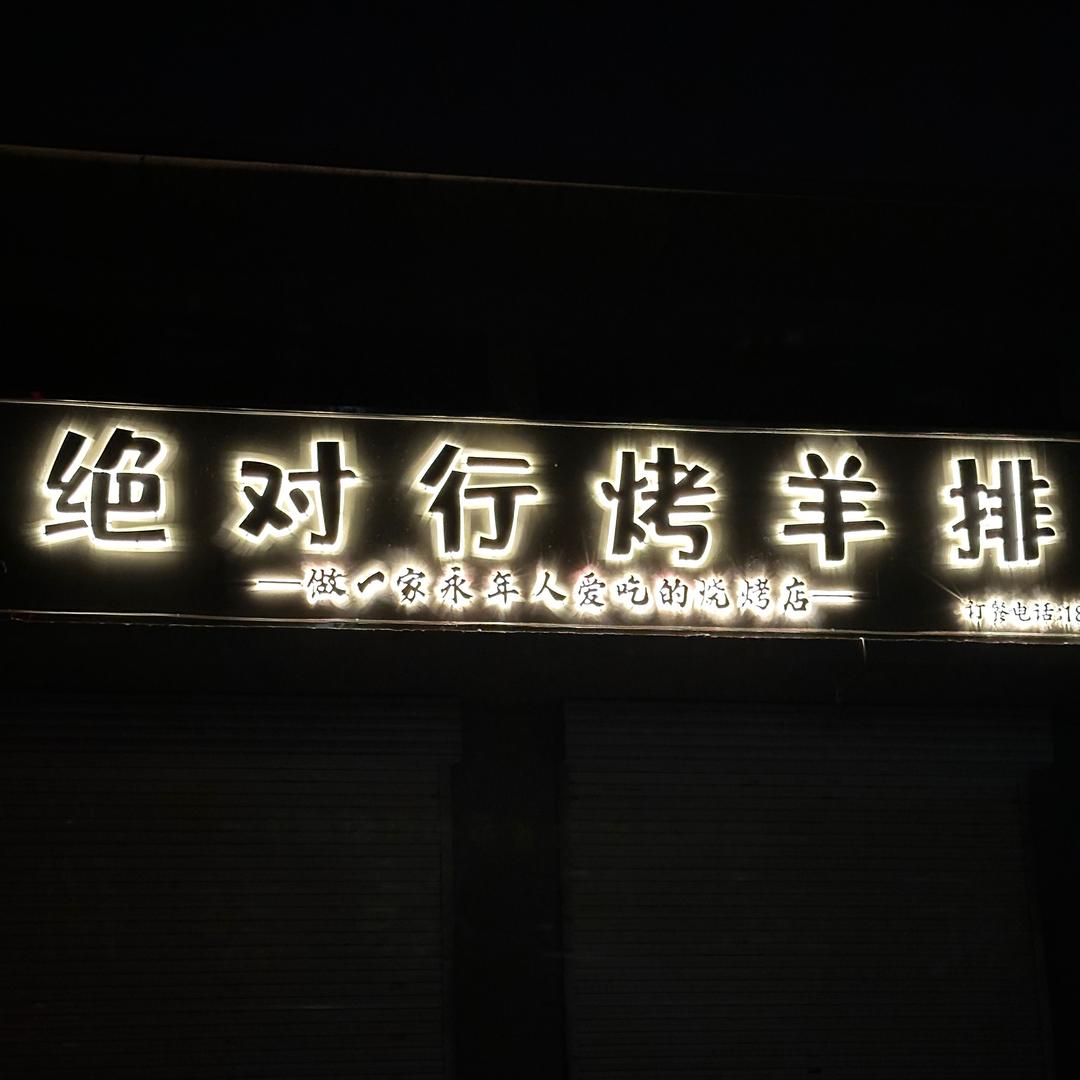 绝对行烤羊排
—做一家永年人爱吃的烧烤店—
订餐电话:18